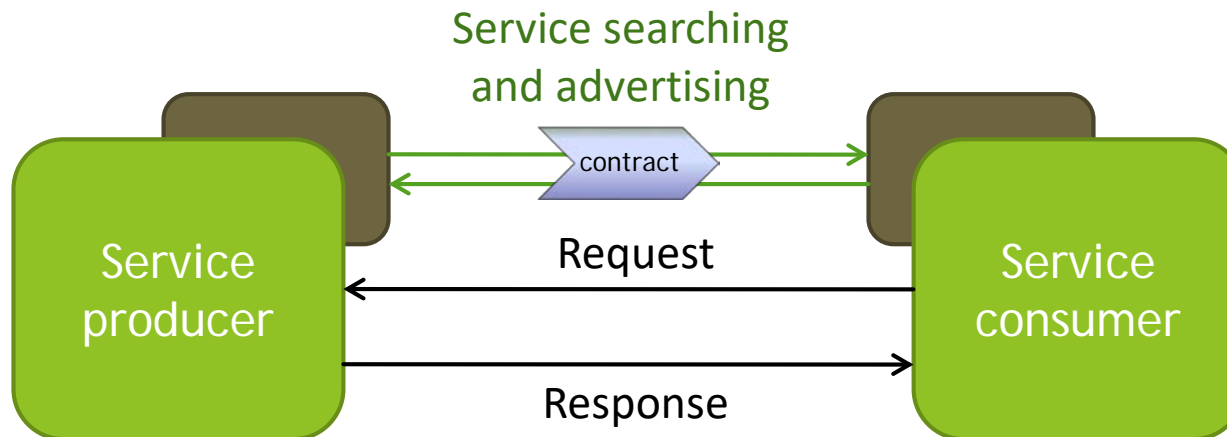 Service searching
and advertising
contract
Request
Service
producer
Service
consumer
Response